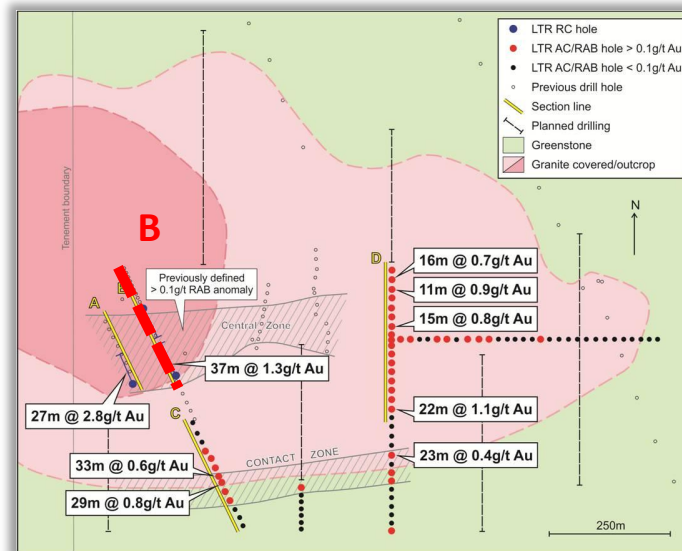 LTR RC hole
LTR AC/RAB hole > 0.1g/t Au
LTR AC/RAB hole < 0.1g/t Au
Previous drill hole
Section line
Planned drilling
Greenstone
Granite covered/outcrop
Tenement boundary
N
B
Previously defined
> 0.1g/t RAB anomaly
A
Central Zone
D
16m @ 0.7g/t Au
11m @ 0.9g/t Au
15m @ 0.8g/t Au
37m @ 1.3g/t Au
27m @ 2.8g/t Au
22m @ 1.1g/t Au
C
CONTACT ZONE
23m @ 0.4g/t Au
33m @ 0.6g/t Au
29m @ 0.8g/t Au
250m